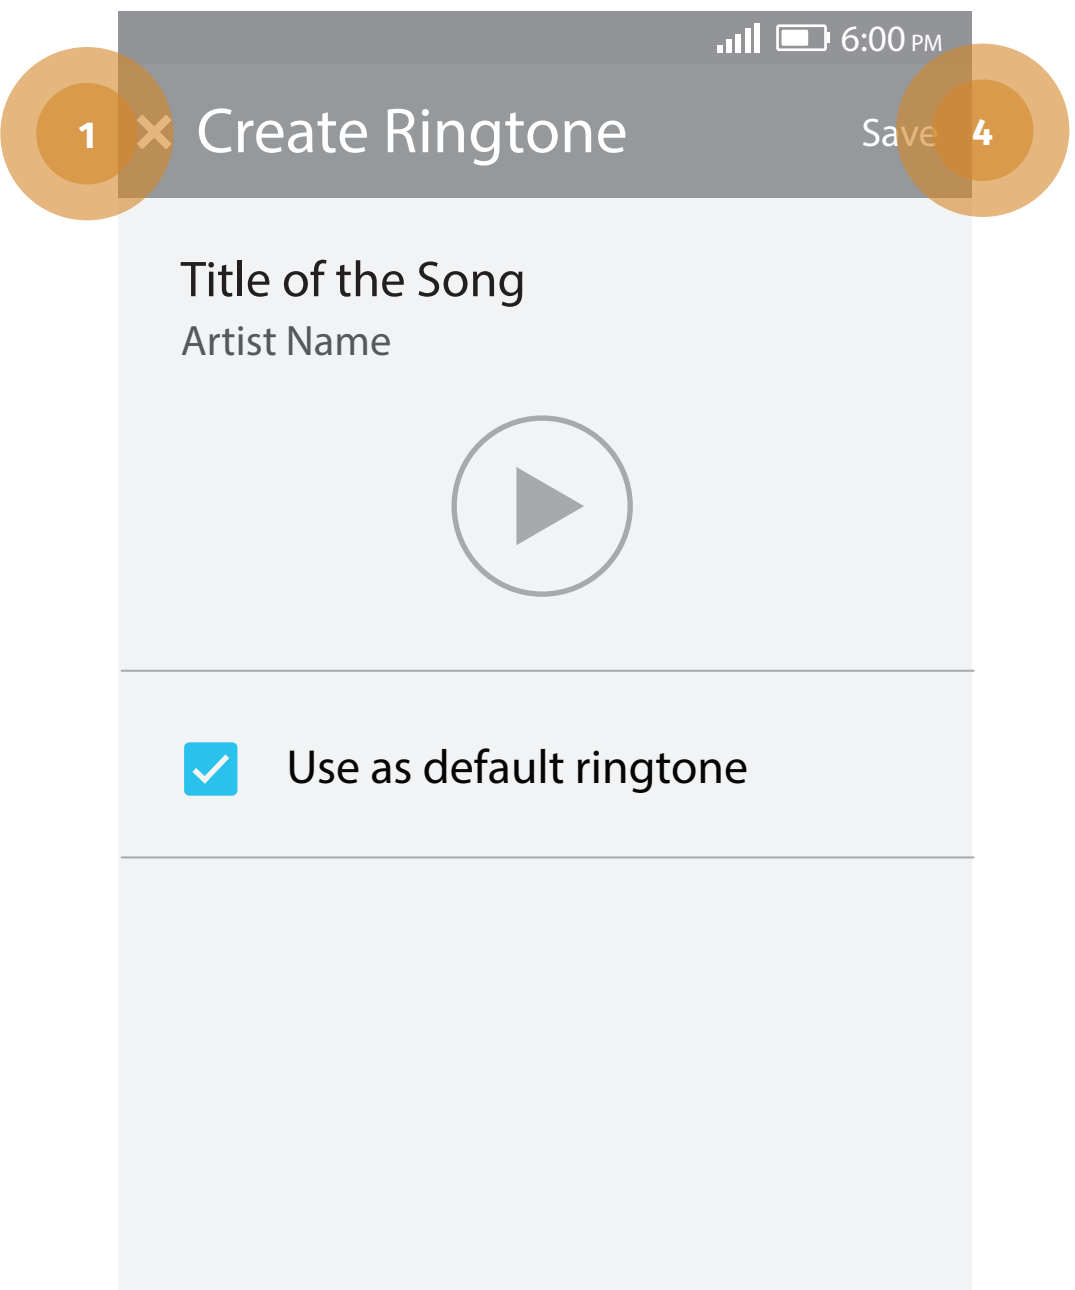 6:00 PM
1 Create Ringtone Save 4
Title of the Song
Artist Name
Use as default ringtone